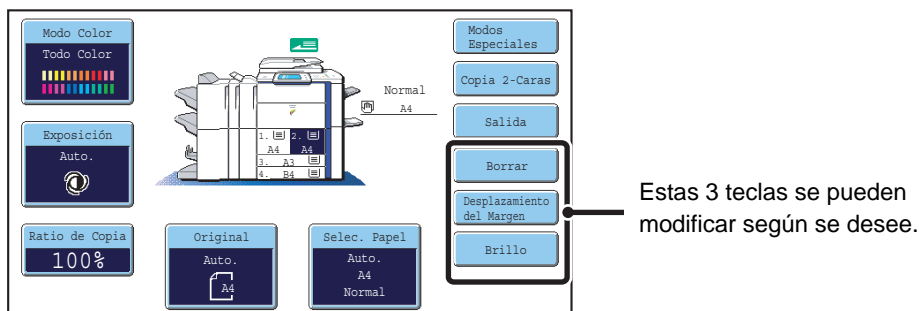 Modo Color
Todo Color
Exposición
Auto.
Ratio de Copia
100%
Original
Auto.
A4
Selec. Papel
Auto.
A4
Normal
Normal
A4
1. 2.
A4 A4
3. A3
4. B4
Modos
Especiales
Copia 2-Caras
Salida
Borrar
Desplazamiento
del Margen
Brillo
Estas 3 teclas se pueden
modificar según se desee.